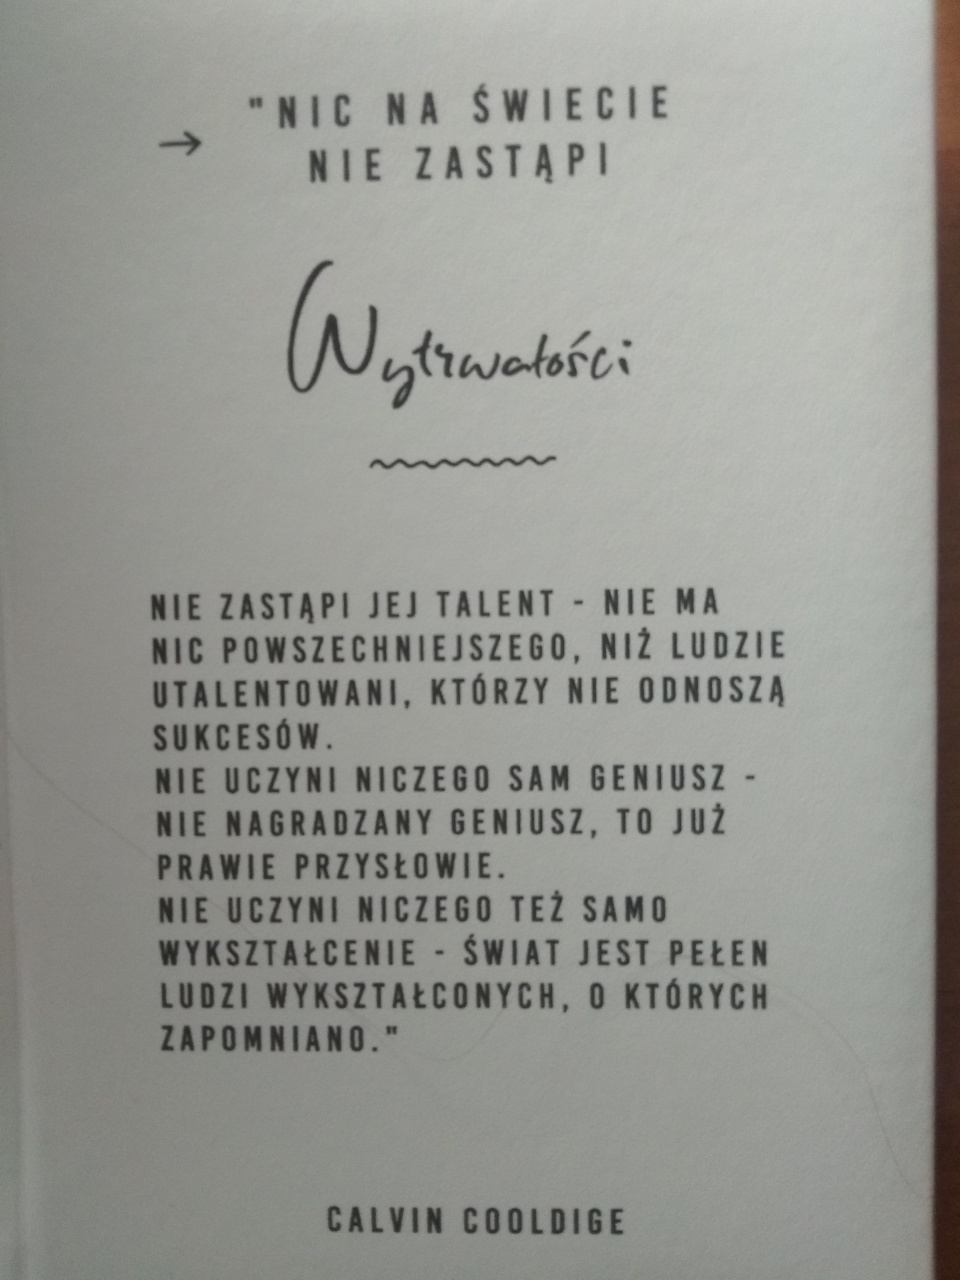 "NIC NA ŚWIECIE
→ NIE ZASTĄPI
Wytrwałości
NIE ZASTĄPI JEJ TALENT - NIE MA
NIC POWSZECHNIEJSZEGO, NIŻ LUDZIE
UTALENTOWANI, KTÓRZY NIE ODNOSZĄ
SUKCESÓW.
NIE UCZYNI NICZEGO SAM GENIUSZ -
NIE NAGRADZANY GENIUSZ, TO JUŻ
PRAWIE PRZYSŁOWIE.
NIE UCZYNI NICZEGO TEŻ SAMO
WYKSZTAŁCENIE - ŚWIAT JEST PEŁEN
LUDZI WYKSZTAŁCONYCH, O KTÓRYCH
ZAPOMNIANO."
CALVIN COOLDIGE